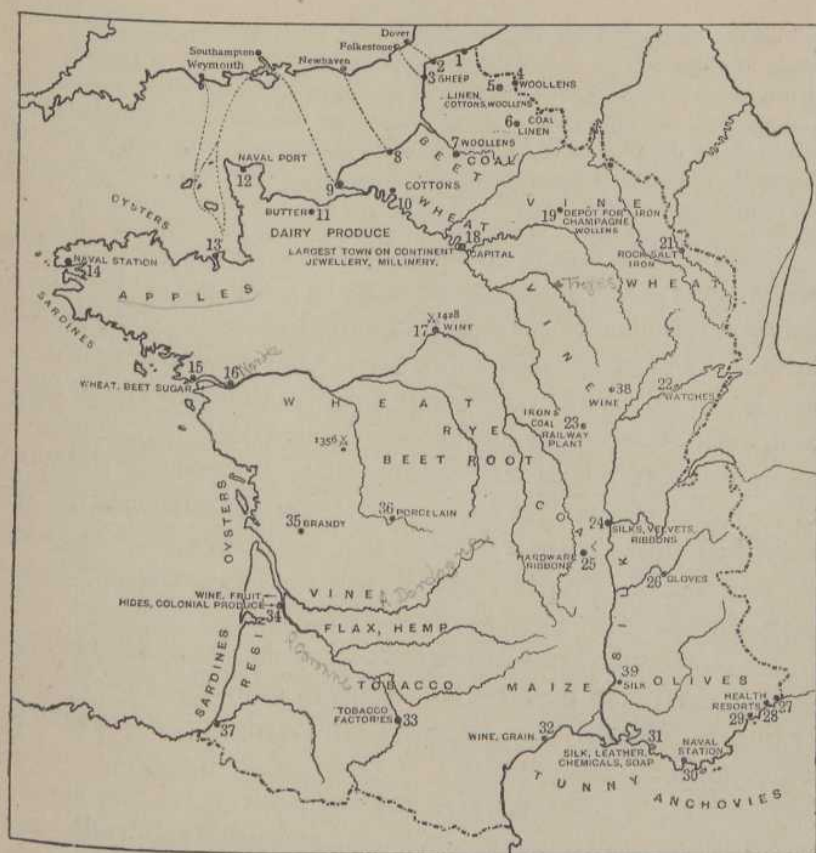 Dover
Folkestone
Southampton
Weymouth
Newhaven
1
2
3
SHEEP
4
5
WOOLLENS
LINEN,
COTTONS, WOOLLENS
6
COAL
LINEN
7
WOOLLENS
COAL
BEET
8
NAVAL PORT
12
9
COTTONS
10
BUTTER
11
WHEAT
VINE
19
DEPOT FOR
CHAMPAGNE
WOLLENS
IRON
21
ROCK SALT
IRON
OYSTERS
13
DAIRY PRODUCE
18
LARGEST TOWN ON CONTINENT
CAPITAL
JEWELLERY, MILLINERY,
NAVAL STATION
14
APPLES
SARDINES
Troyes
WHEAT
VINE
1428
17
WINE
15
16
Nantes
WHEAT, BEET SUGAR
38
WINE
22
WATCHES
WHEAT
RYE
BEET ROOT
1356
IRON &
COAL
23
RAILWAY
PLANT
OYSTERS
36
PORCELAIN
35
BRANDY
COAL
24
SILKS, VELVETS,
RIBBONS
HARDWARE
RIBBONS
25
26
GLOVES
WINE, FRUIT,
HIDES, COLONIAL PRODUCE
34
VINE
R Dordogne
FLAX, HEMP
SILK
SARDINES
RESI
R Garonne
TOBACCO
MAIZE
39
SILK
OLIVES
37
TOBACCO
FACTORIES
33
HEALTH
RESORTS
27
28
29
WINE, GRAIN,
32
SILK, LEATHER,
CHEMICALS, SOAP
31
NAVAL
STATION
30
TUNNY
ANCHOVIES